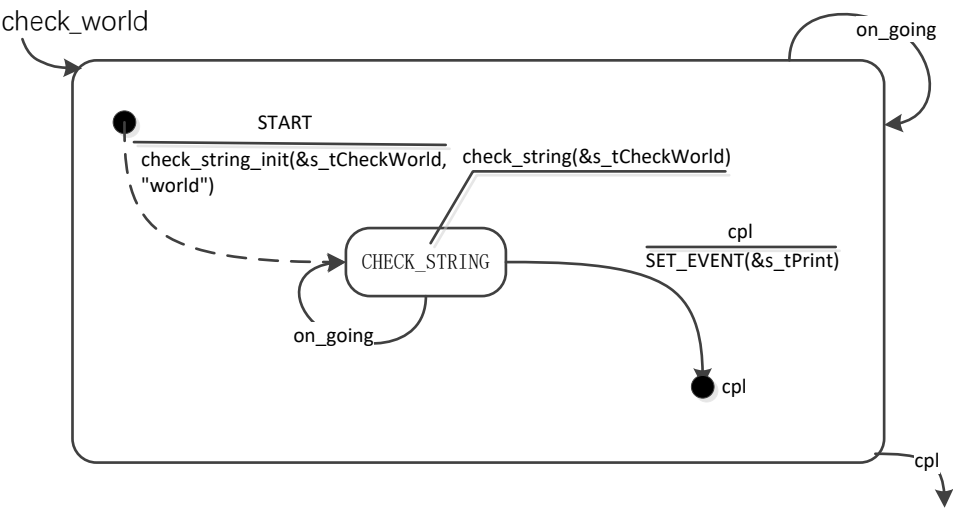 check_world
on_going
START
check_string_init(&s_tCheckWorld,
"world")
check_string(&s_tCheckWorld)
cpl
SET_EVENT(&s_tPrint)
CHECK_STRING
on_going
cpl
cpl